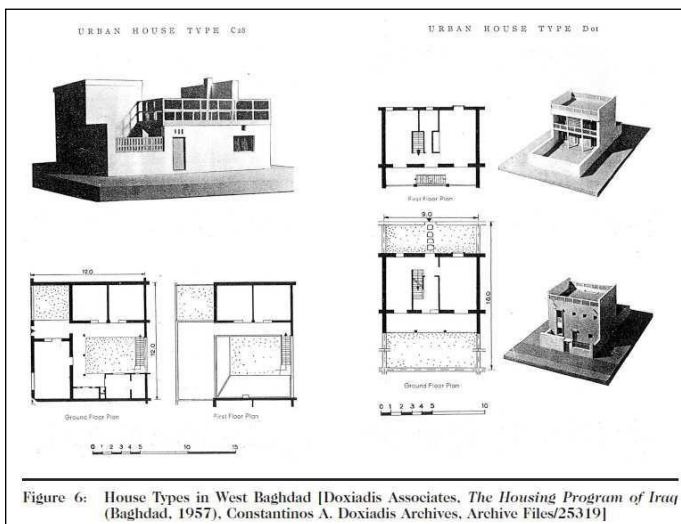 URBAN HOUSE TYPE C28
URBAN HOUSE TYPE D01
First Floor Plan
9.0
16.0
12.0
12.0
Ground Floor Plan
First Floor Plan
Ground Floor Plan
0 1 2 3 4 5 10
0 1 2 3 4 5 10 15
Figure 6: House Types in West Baghdad [Doxiadis Associates, The Housing Program of Iraq
(Baghdad, 1957), Constantinos A. Doxiadis Archives, Archive Files/25319]